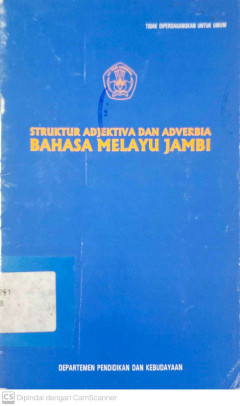 TIDAK DIPERDAGANGKAN UNTUK UMUM
STRUKTUR ADJEKTIVA DAN ADVERBIA
BAHASA MELAYU JAMBI
291
DEPARTEMEN PENDIDIKAN DAN KEBUDAYAAN
CS Dipindai dengan CamScanner